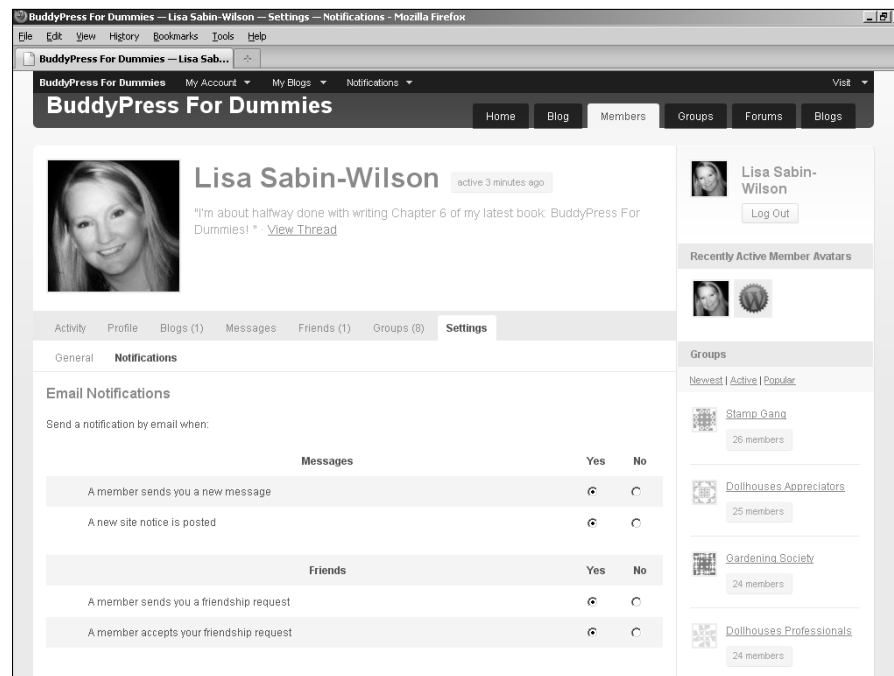 BuddyPress For Dummies — Lisa Sabin-Wilson — Settings — Notifications - Mozilla Firefox
File Edit View History Bookmarks Tools Help
BuddyPress For Dummies — Lisa Sab...
BuddyPress For Dummies My Account My Blogs Notifications Visit
BuddyPress For Dummies
Home Blog Members Groups Forums Blogs
Lisa Sabin-Wilson active 3 minutes ago
"I'm about halfway done with writing Chapter 6 of my latest book: BuddyPress For
Dummies! " · View Thread
Lisa Sabin-
Wilson
Log Out
Recently Active Member Avatars
Activity Profile Blogs (1) Messages Friends (1) Groups (8) Settings
General Notifications
Email Notifications
Send a notification by email when:
Messages Yes No
A member sends you a new message
A new site notice is posted
Friends Yes No
A member sends you a friendship request
A member accepts your friendship request
Groups
Newest | Active | Popular
Stamp Gang
26 members
Dollhouses Appreciators
25 members
Gardening Society
24 members
Dollhouses Professionals
24 members